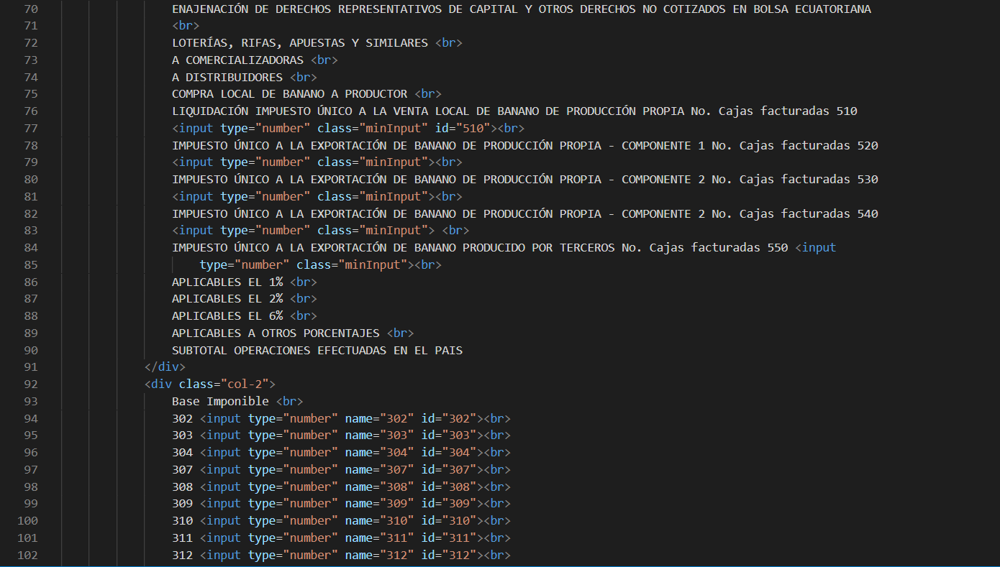 70 ENAJENACIÓN DE DERECHOS REPRESENTATIVOS DE CAPITAL Y OTROS DERECHOS NO COTIZADOS EN BOLSA ECUATORIANA
71 <br>
72 LOTERÍAS, RIFAS, APUESTAS Y SIMILARES <br>
73 A COMERCIALIZADORAS <br>
74 A DISTRIBUIDORES <br>
75 COMPRA LOCAL DE BANANO A PRODUCTOR <br>
76 LIQUIDACIÓN IMPUESTO ÚNICO A LA VENTA LOCAL DE BANANO DE PRODUCCIÓN PROPIA No. Cajas facturadas 510
77 <input type="number" class="minInput" id="510"><br>
78 IMPUESTO ÚNICO A LA EXPORTACIÓN DE BANANO DE PRODUCCIÓN PROPIA - COMPONENTE 1 No. Cajas facturadas 520
79 <input type="number" class="minInput"><br>
80 IMPUESTO ÚNICO A LA EXPORTACIÓN DE BANANO DE PRODUCCIÓN PROPIA - COMPONENTE 2 No. Cajas facturadas 530
81 <input type="number" class="minInput"><br>
82 IMPUESTO ÚNICO A LA EXPORTACIÓN DE BANANO DE PRODUCCIÓN PROPIA - COMPONENTE 2 No. Cajas facturadas 540
83 <input type="number" class="minInput"> <br>
84 IMPUESTO ÚNICO A LA EXPORTACIÓN DE BANANO PRODUCIDO POR TERCEROS No. Cajas facturadas 550 <input
85 type="number" class="minInput"><br>
86 APLICABLES EL 1% <br>
87 APLICABLES EL 2% <br>
88 APLICABLES EL 6% <br>
89 APLICABLES A OTROS PORCENTAJES <br>
90 SUBTOTAL OPERACIONES EFECTUADAS EN EL PAIS
91 </div>
92 <div class="col-2">
93 Base Imponible <br>
94 302 <input type="number" name="302" id="302"><br>
95 303 <input type="number" name="303" id="303"><br>
96 304 <input type="number" name="304" id="304"><br>
97 307 <input type="number" name="307" id="307"><br>
98 308 <input type="number" name="308" id="308"><br>
99 309 <input type="number" name="309" id="309"><br>
100 310 <input type="number" name="310" id="310"><br>
101 311 <input type="number" name="311" id="311"><br>
102 312 <input type="number" name="312" id="312"><br>